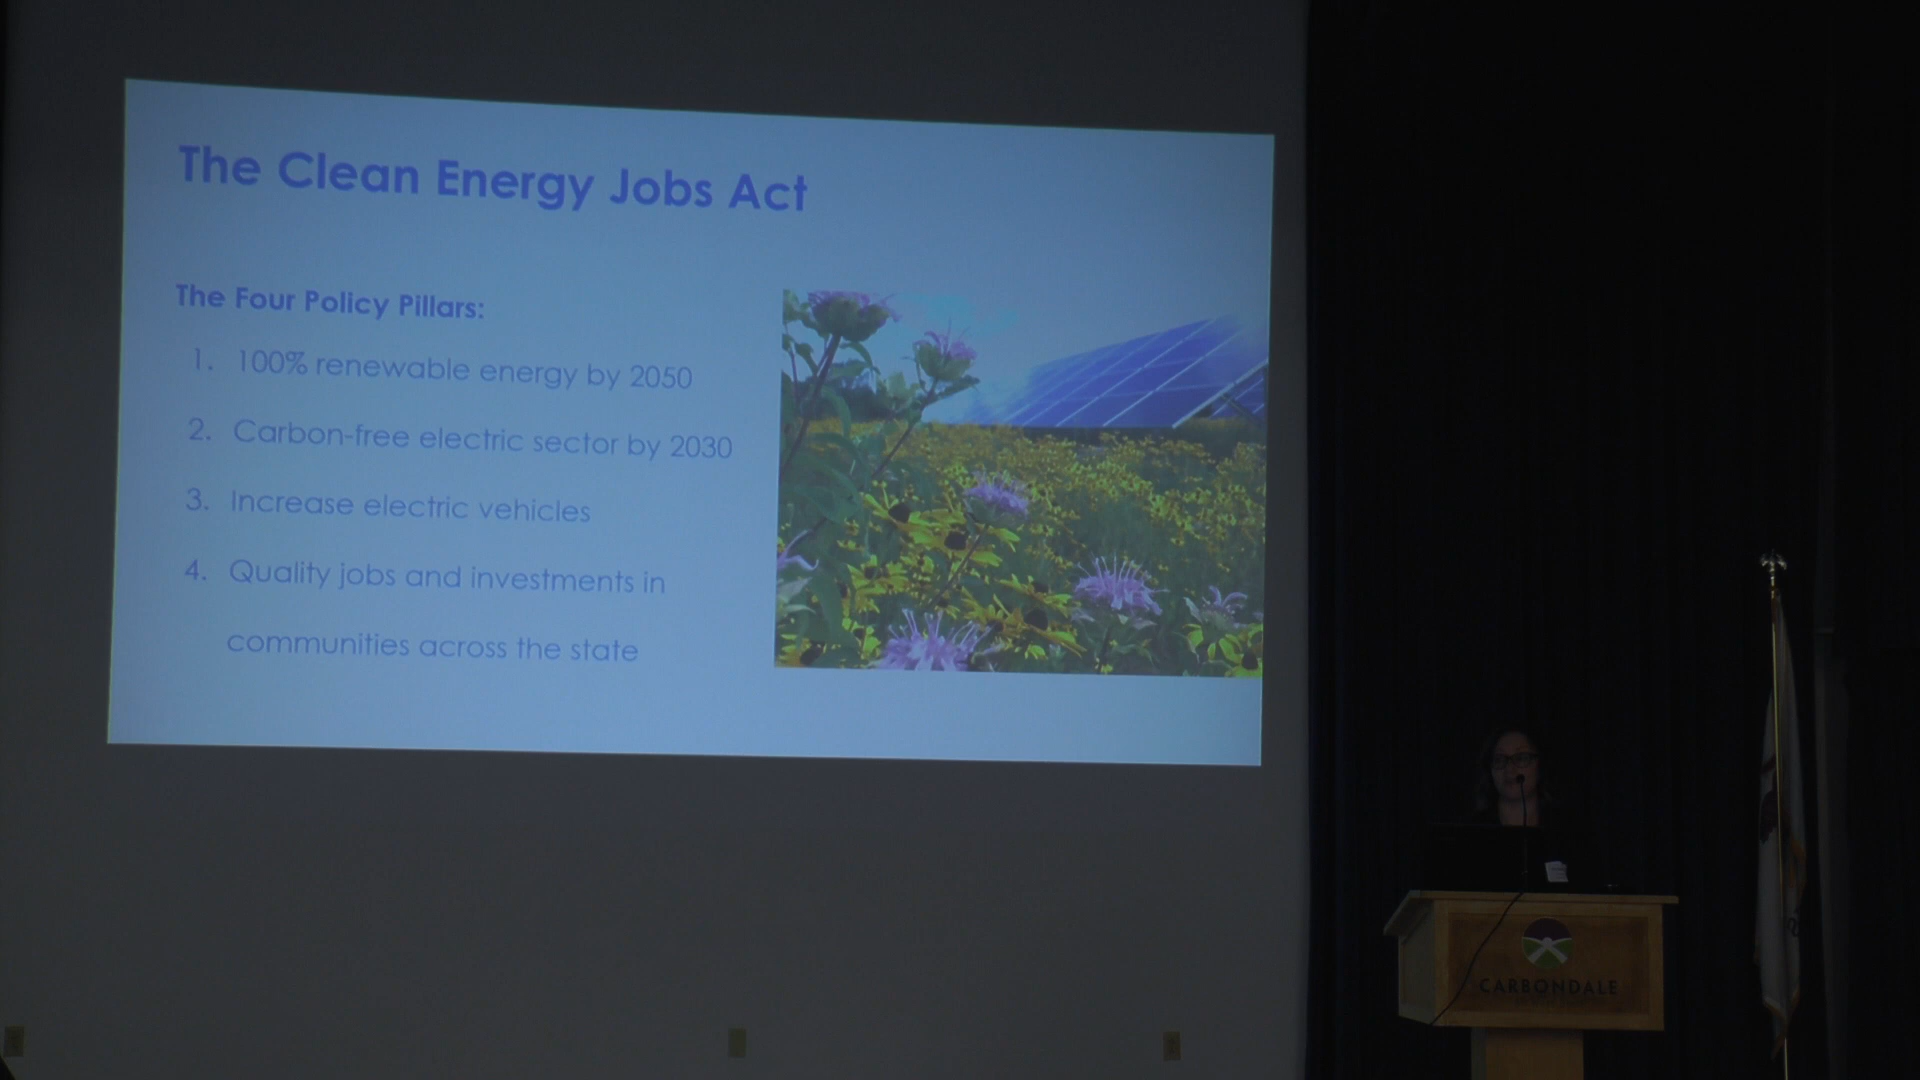 The Clean Energy Jobs Act
The Four Policy Pillars:
1. 100% renewable energy by 2050
2. Carbon-free electric sector by 2030
3. Increase electric vehicles
4. Quality jobs and investments in
communities across the state
CARBONDALE